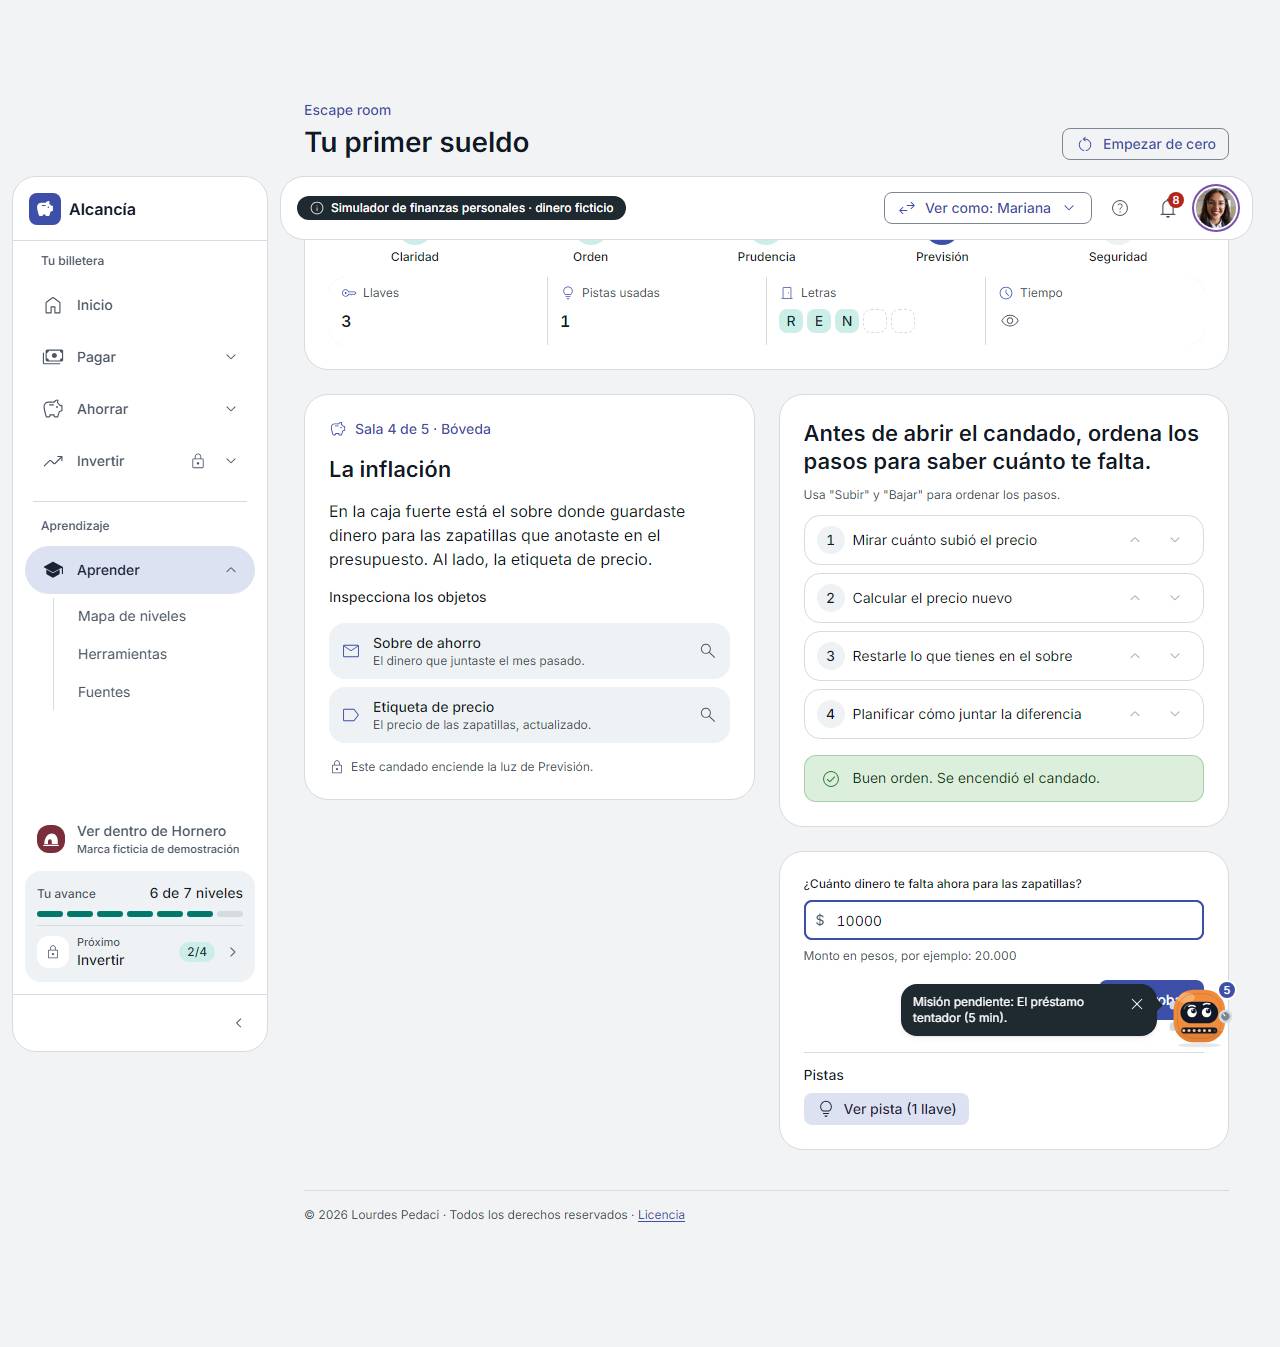 Escape room
Tu primer sueldo
Empezar de cero
Alcancía
Simulador de finanzas personales · dinero ficticio
Ver como: Mariana
8
Tu billetera
Inicio
Pagar
Ahorrar
Invertir
Aprendizaje
Aprender
Mapa de niveles
Herramientas
Fuentes
Ver dentro de Hornero
Marca ficticia de demostración
Tu avance
6 de 7 niveles
Próximo
Invertir
2/4
Claridad
Orden
Prudencia
Previsión
Seguridad
Llaves
3
Pistas usadas
1
Letras
R E N
Tiempo
Sala 4 de 5 · Bóveda
La inflación
En la caja fuerte está el sobre donde guardaste
dinero para las zapatillas que anotaste en el
presupuesto. Al lado, la etiqueta de precio.
Inspecciona los objetos
Sobre de ahorro
El dinero que juntaste el mes pasado.
Etiqueta de precio
El precio de las zapatillas, actualizado.
Este candado enciende la luz de Previsión.
Antes de abrir el candado, ordena los
pasos para saber cuánto te falta.
Usa "Subir" y "Bajar" para ordenar los pasos.
1 Mirar cuánto subió el precio
2 Calcular el precio nuevo
3 Restarle lo que tienes en el sobre
4 Planificar cómo juntar la diferencia
Buen orden. Se encendió el candado.
¿Cuánto dinero te falta ahora para las zapatillas?
$ 10000
Monto en pesos, por ejemplo: 20.000
Misión pendiente: El préstamo
tentador (5 min).
5
Pistas
Ver pista (1 llave)
© 2026 Lourdes Pedaci · Todos los derechos reservados · Licencia